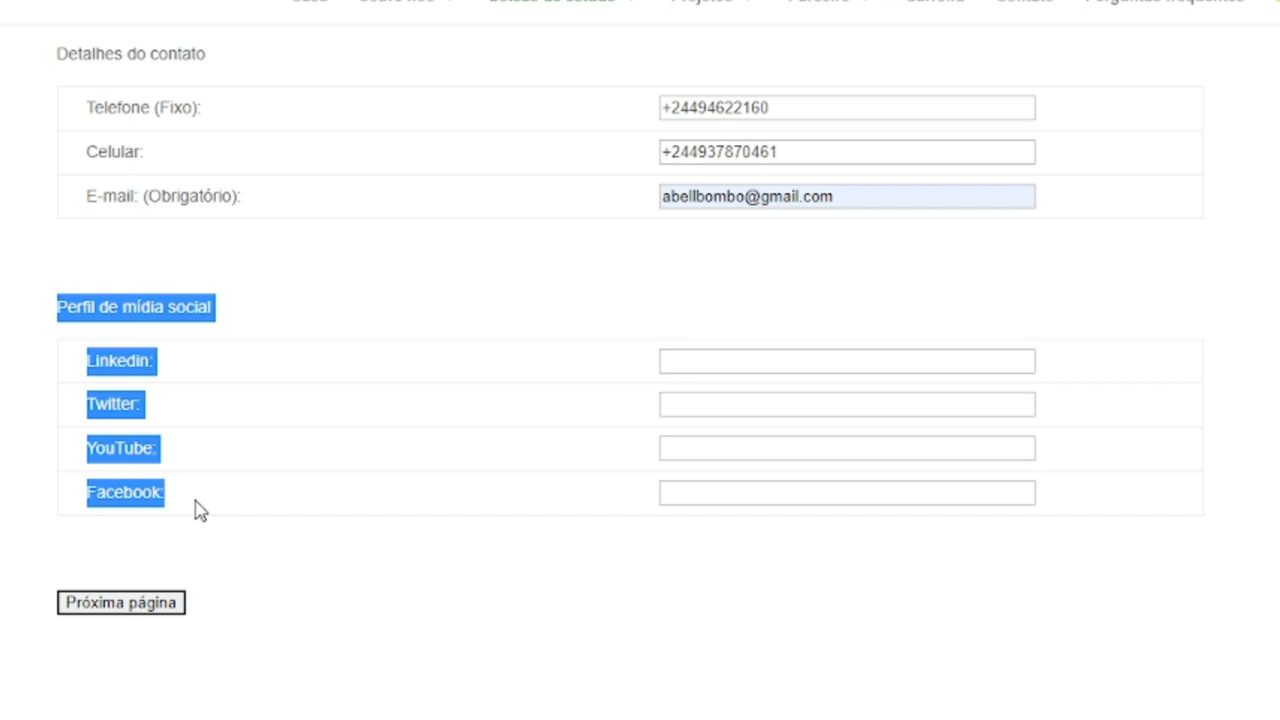 Detalhes do contato
Telefone (Fixo): +24494622160
Celular: +244937870461
E-mail: (Obrigatório): abellbombo@gmail.com
Perfil de mídia social
Linkedin:
Twitter:
YouTube:
Facebook:
Próxima página